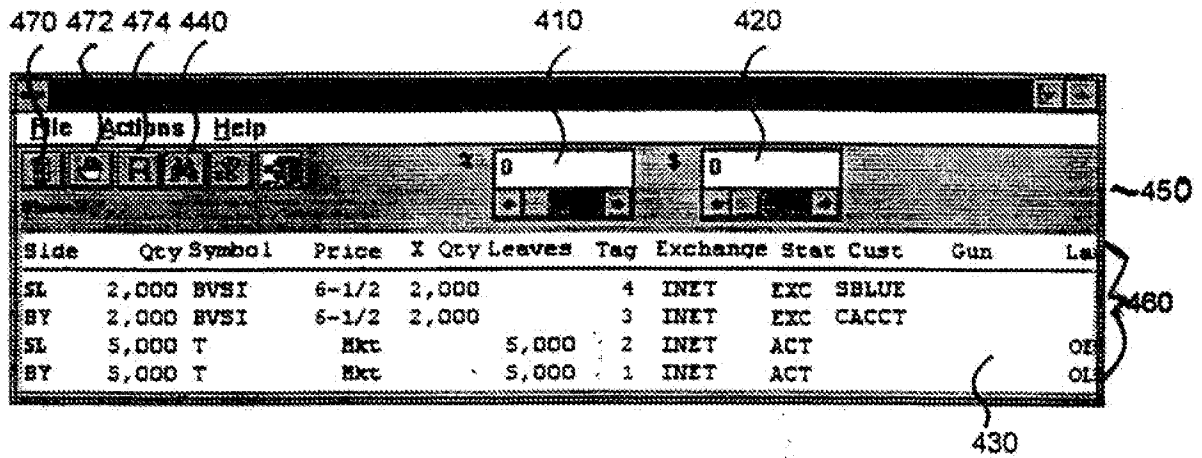 470 472 474 440 410 420
File Actions Help
0 0
450
Side Qty Symbol Price X Qty Leaves Tag Exchange Stat Cust Gun La
SL 2,000 BVSI 6-1/2 2,000 4 INET EXC SBLUE
460
BY 2,000 BVSI 6-1/2 2,000 3 INET EXC CACCT
SL 5,000 T Mkt 5,000 2 INET ACT
BY 5,000 T Mkt 5,000 1 INET ACT OL
430